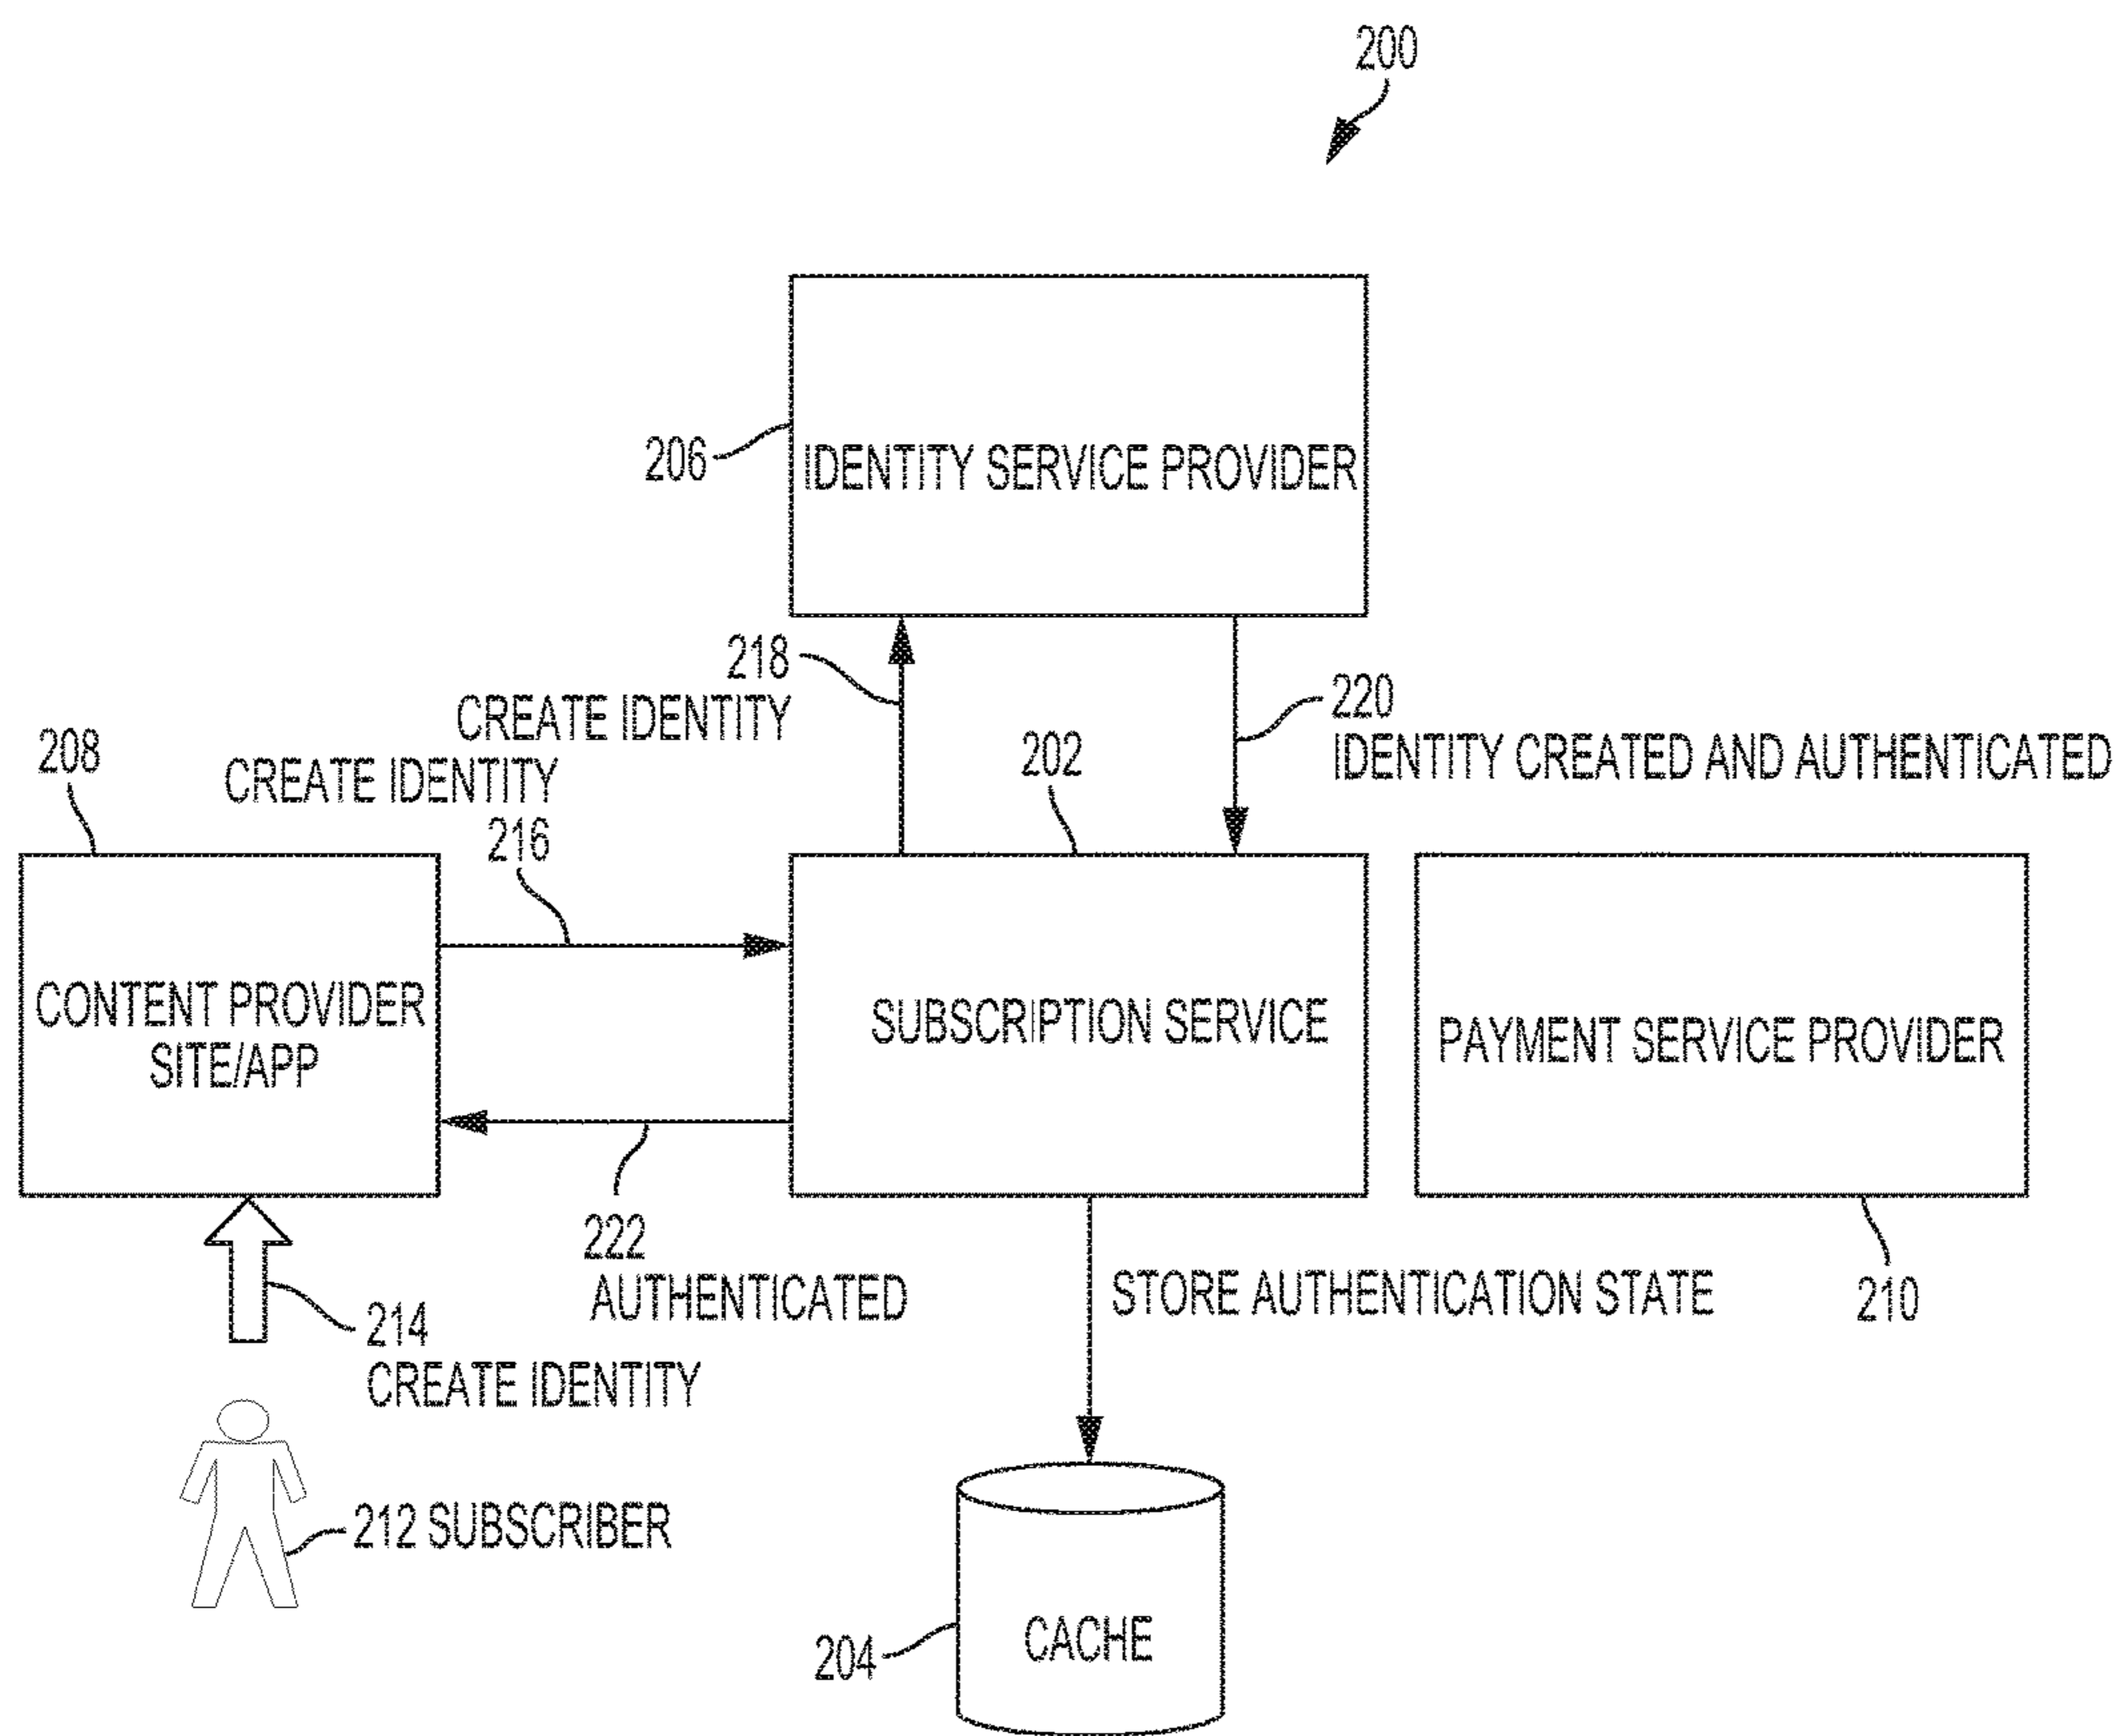 200
206
IDENTITY SERVICE PROVIDER
218
CREATE IDENTITY
220
IDENTITY CREATED AND AUTHENTICATED
208
CREATE IDENTITY
216
202
CONTENT PROVIDER
SITE/APP
SUBSCRIPTION SERVICE
PAYMENT SERVICE PROVIDER
222
AUTHENTICATED
STORE AUTHENTICATION STATE
210
214
CREATE IDENTITY
212 SUBSCRIBER
204
CACHE